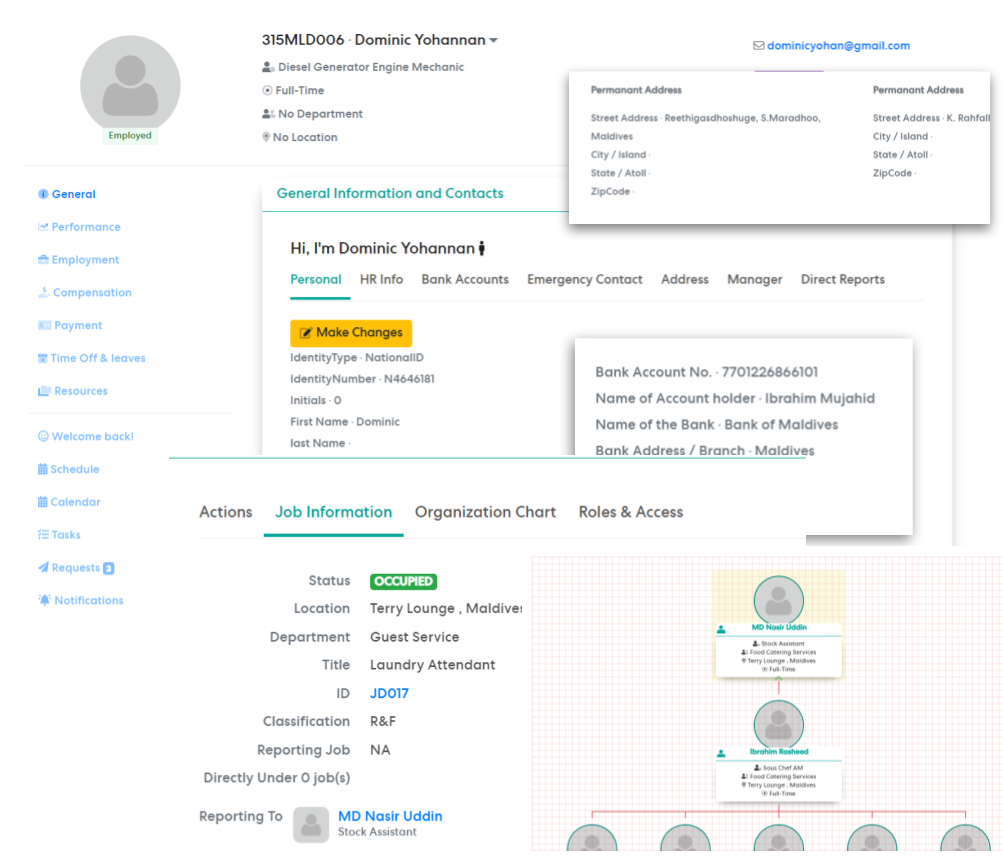 315MLD006 · Dominic Yohannan
Diesel Generator Engine Mechanic
Full-Time
No Department
No Location
Employed
dominicyohan@gmail.com
Permanant Address
Street Address · Reethigasdhoshuge, S.Maradhoo,
Maldives
City / Island ·
State / Atoll ·
ZipCode ·
Permanant Address
Street Address · K. Rahfall
City / Island ·
State / Atoll ·
ZipCode ·
General
Performance
Employment
Compensation
Payment
Time Off & leaves
Resources
Welcome back!
Schedule
Calendar
Tasks
Requests 3
Notifications
General Information and Contacts
Hi, I'm Dominic Yohannan
Personal HR Info Bank Accounts Emergency Contact Address Manager Direct Reports
Make Changes
IdentityType · NationalID
IdentityNumber · N4646181
Initials · 0
First Name · Dominic
last Name ·
Bank Account No. · 7701226866101
Name of Account holder · Ibrahim Mujahid
Name of the Bank · Bank of Maldives
Bank Address / Branch · Maldives
Actions Job Information Organization Chart Roles & Access
Status OCCUPIED
Location Terry Lounge , Maldives
Department Guest Service
Title Laundry Attendant
ID JD017
Classification R&F
Reporting Job NA
Directly Under 0 job(s)
Reporting To MD Nasir Uddin
Stock Assistant
MD Nasir Uddin
Stock Assistant
Food Catering Services
Terry Lounge , Maldives
Full-Time
Ibrahim Rasheed
Sous Chef AM
Food Catering Services
Terry Lounge , Maldives
Full-Time